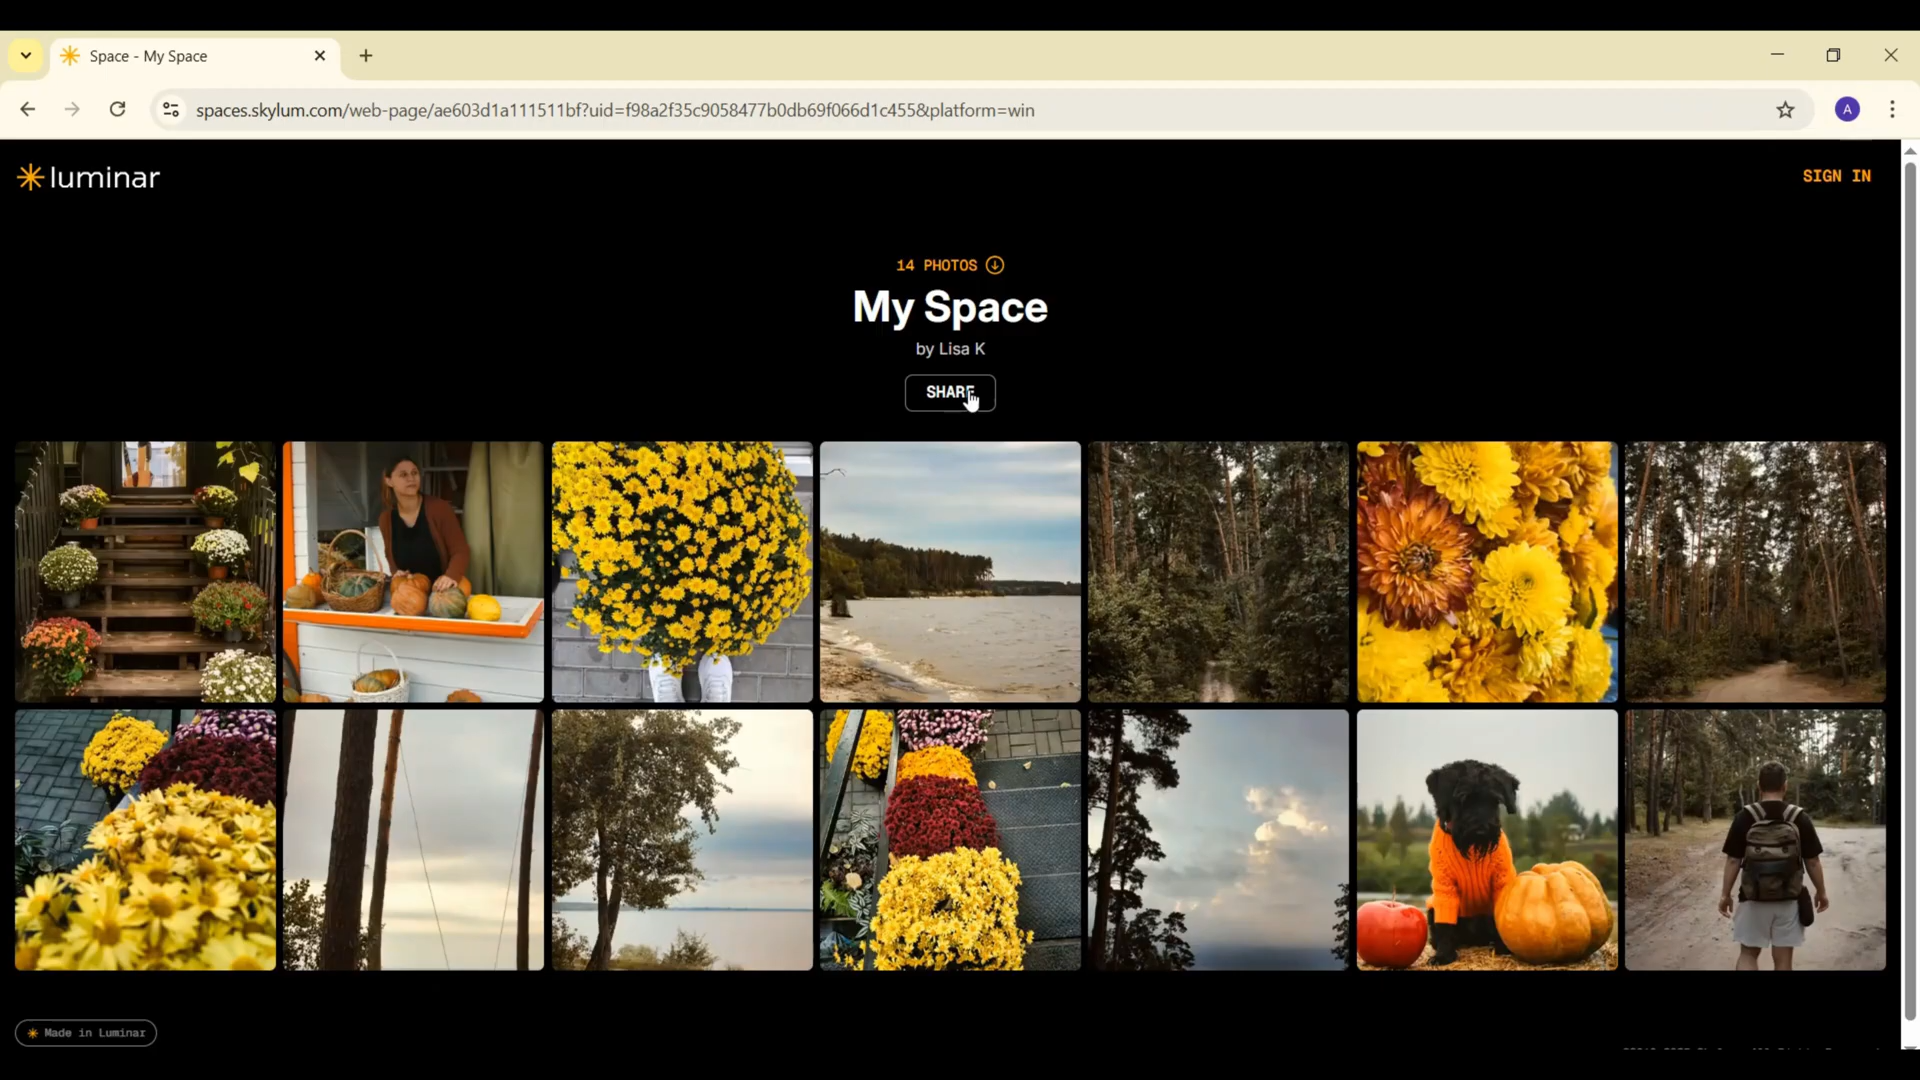 Space - My Space
spaces.skylum.com/web-page/ae603d1a111511bf?uid=f98a2f35c9058477b0db69f066d1c455&platform=win
A
luminar
SIGN IN
14 PHOTOS
My Space
by Lisa K
SHARE
Made in Luminar